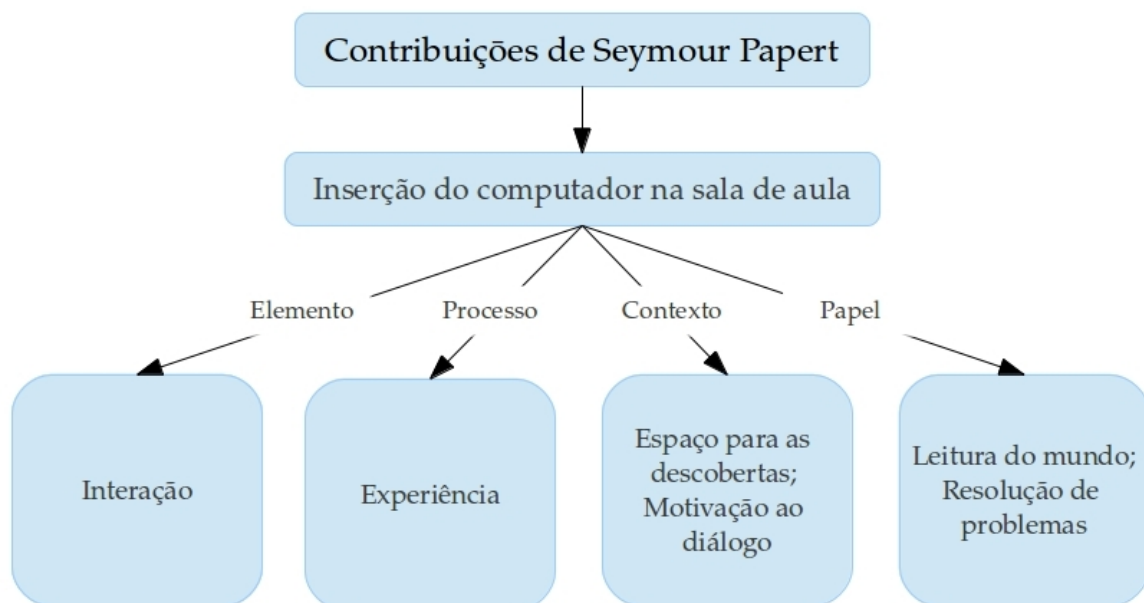 Contribuições de Seymour Papert
Inserção do computador na sala de aula
Elemento
Processo
Contexto
Papel
Interação
Experiência
Espaço para as
descobertas;
Motivação ao
diálogo
Leitura do mundo;
Resolução de
problemas